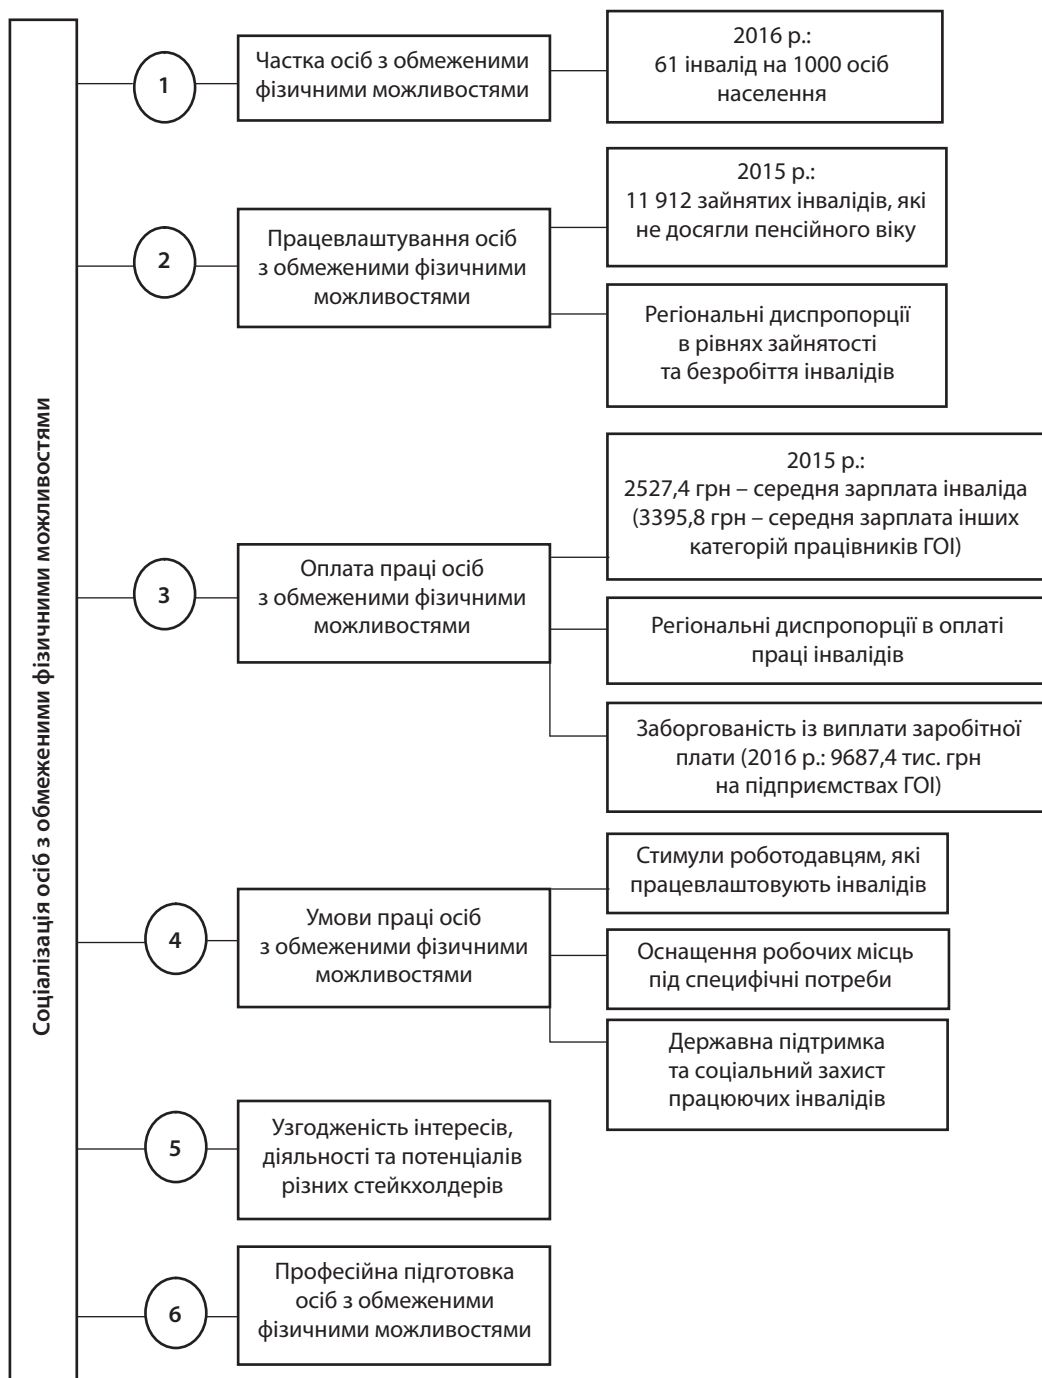 Соціалізація осіб з обмеженими фізичними можливостями
1
Частка осіб з обмеженими
фізичними можливостями
2016 р.:
61 інвалід на 1000 осіб
населення
2
Працевлаштування осіб
з обмеженими фізичними
можливостями
2015 р.:
11 912 зайнятих інвалідів, які
не досягли пенсійного віку
Регіональні диспропорції
в рівнях зайнятості
та безробіття інвалідів
3
Оплата праці осіб
з обмеженими фізичними
можливостями
2015 р.:
2527,4 грн – середня зарплата інваліда
(3395,8 грн – середня зарплата інших
категорій працівників ГОІ)
Регіональні диспропорції в оплаті
праці інвалідів
Заборгованість із виплати заробітної
плати (2016 р.: 9687,4 тис. грн
на підприємствах ГОІ)
4
Умови праці осіб
з обмеженими фізичними
можливостями
Стимули роботодавцям, які
працевлаштовують інвалідів
Оснащення робочих місць
під специфічні потреби
Державна підтримка
та соціальний захист
працюючих інвалідів
5
Узгодженість інтересів,
діяльності та потенціалів
різних стейкхолдерів
6
Професійна підготовка
осіб з обмеженими
фізичними можливостями